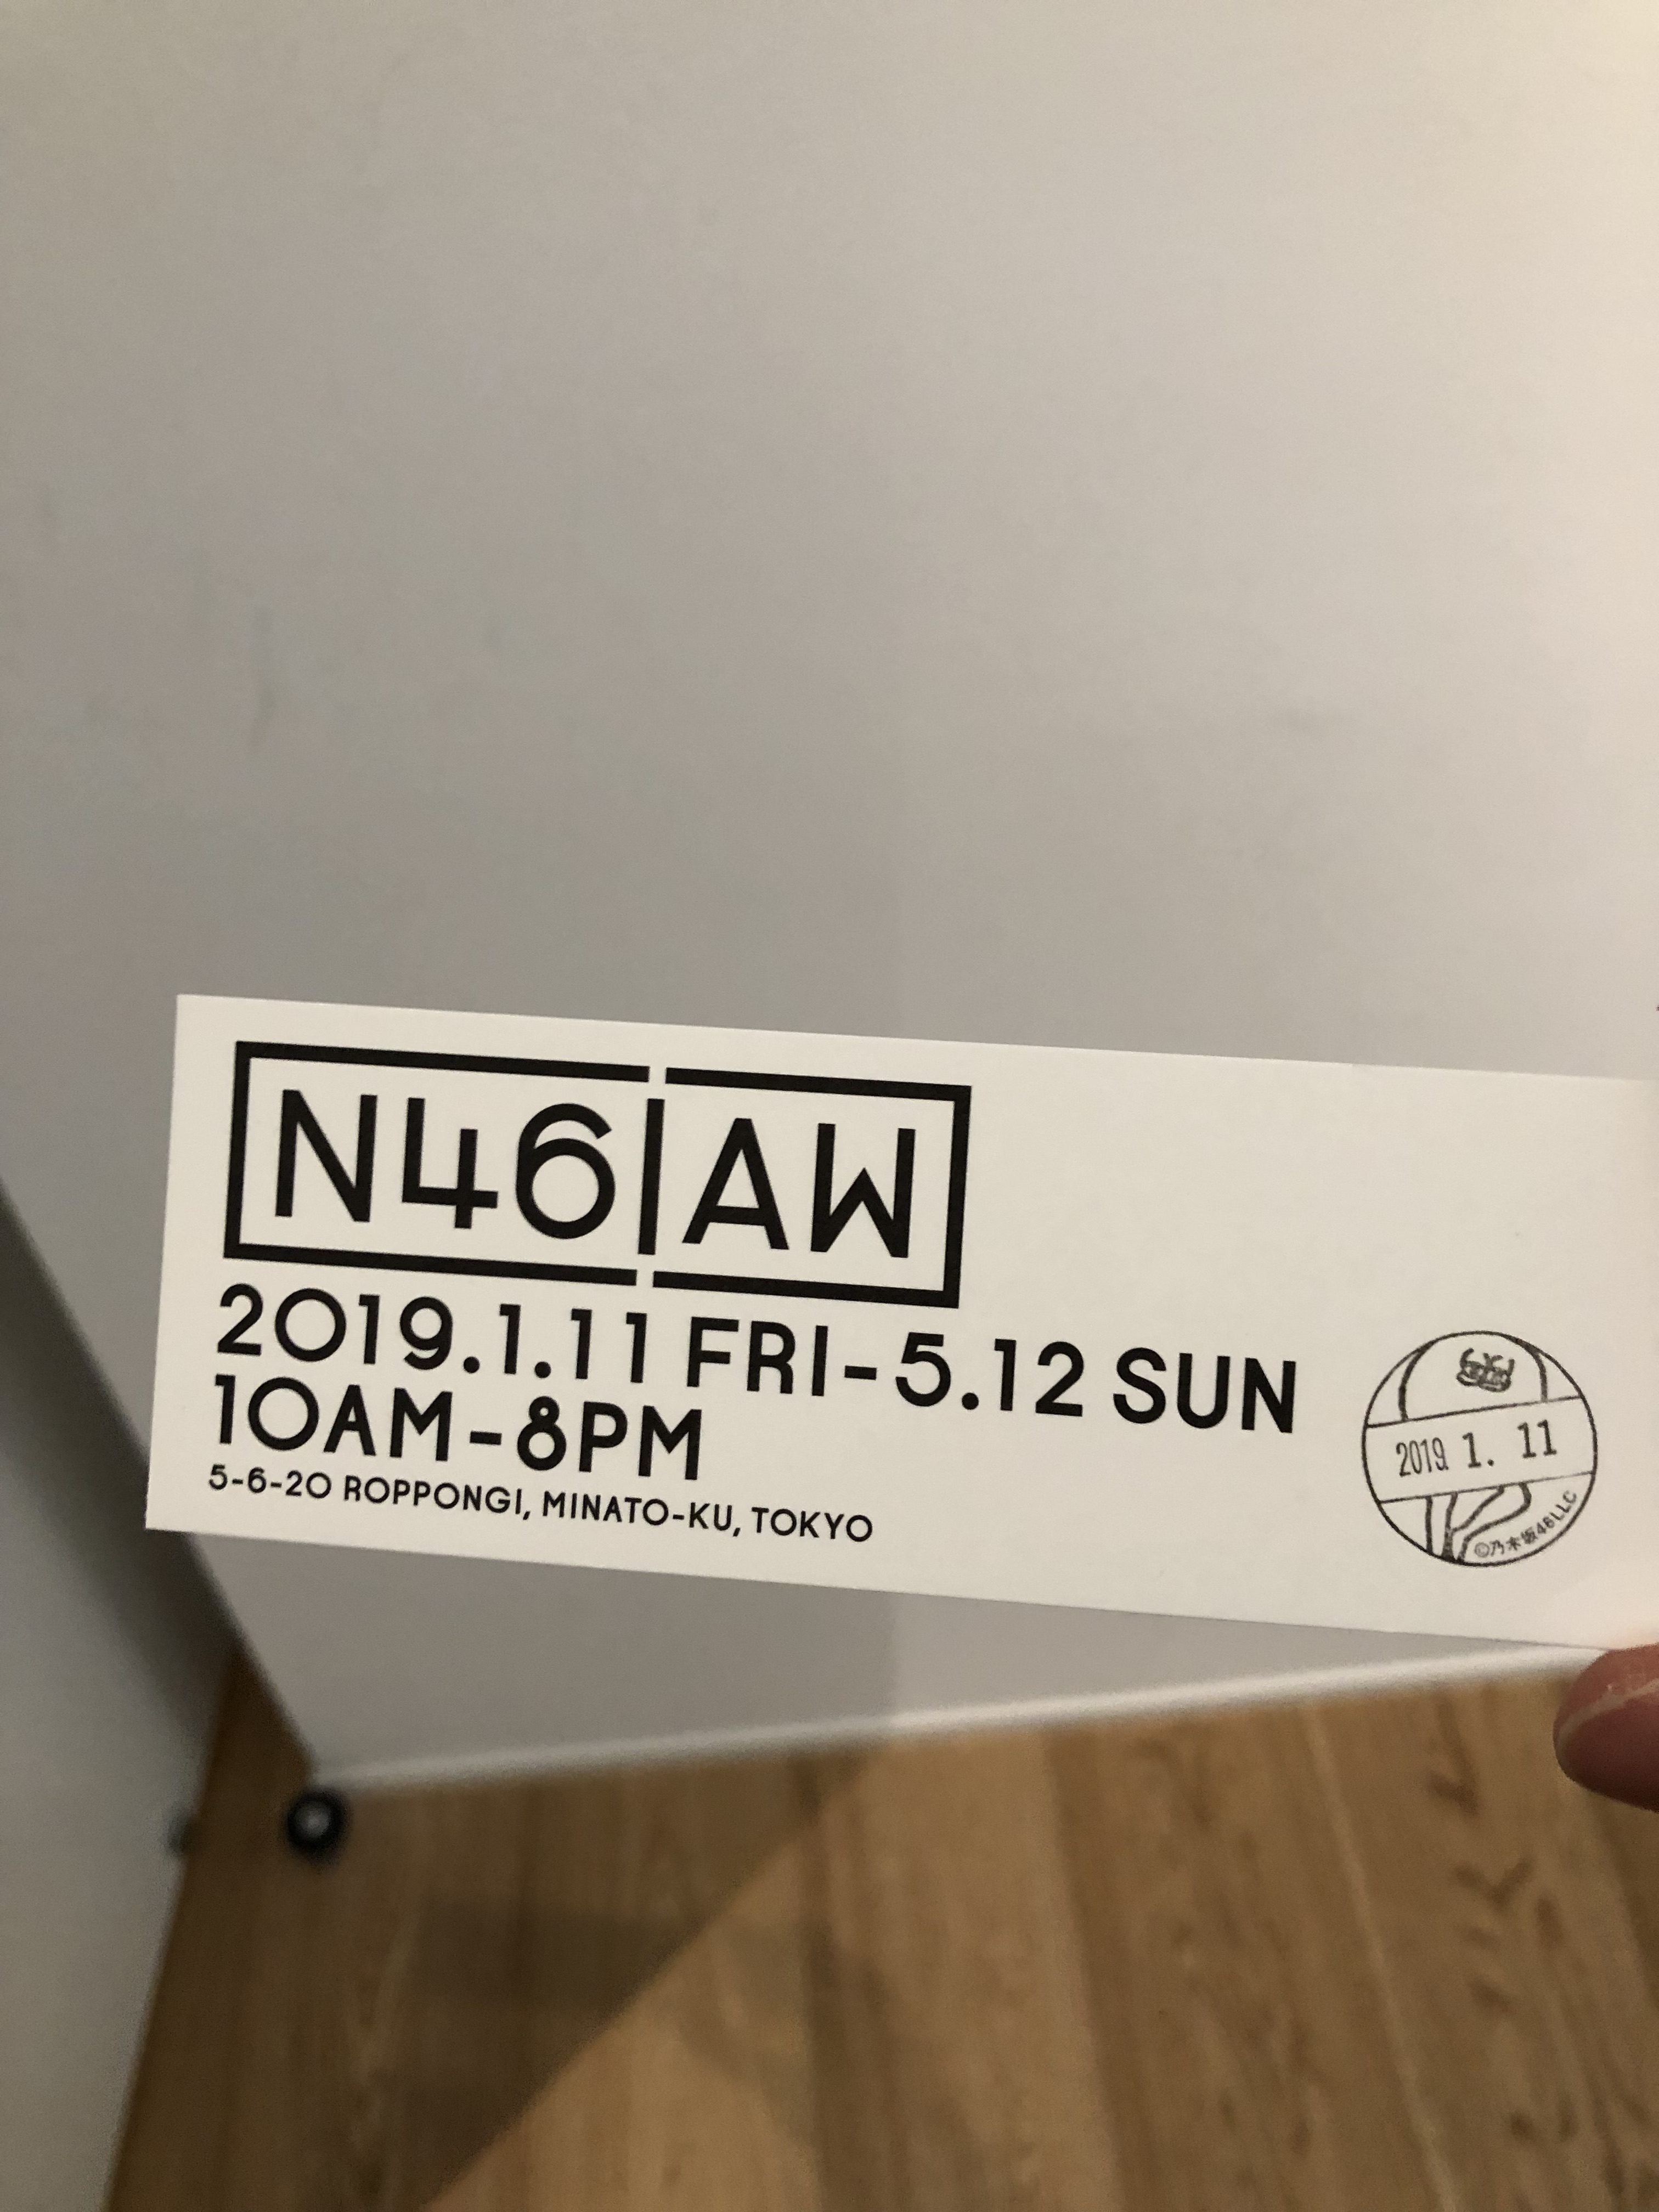 N46|AW
2019.1.11 FRI-5.12 SUN
10AM-8PM
5-6-20 ROPPONGI, MINATO-KU, TOKYO
2019. 1. 11
©乃木坂46LLC